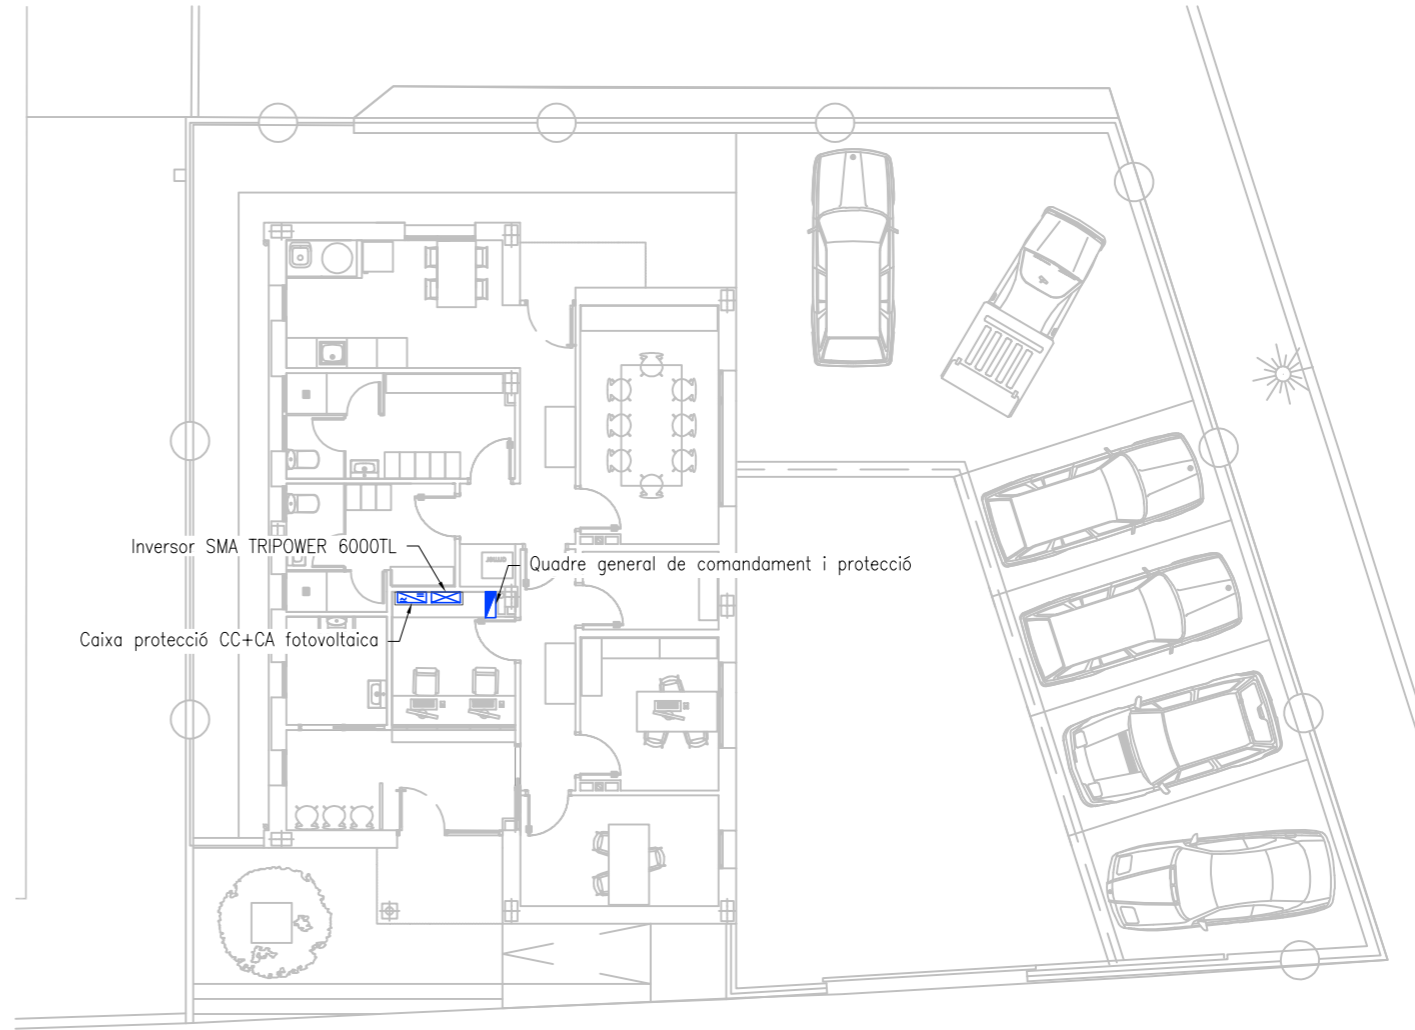 Inversor SMA TRIPOWER 6000TL
Quadre general de comandament i protecció
Caixa protecció CC+CA fotovoltaica